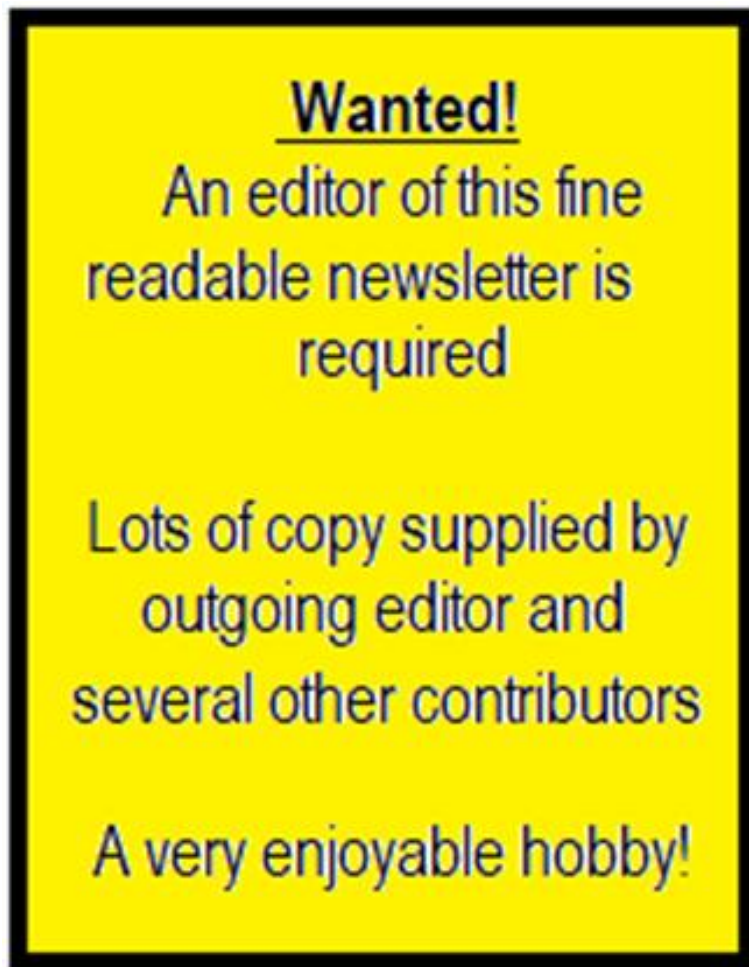 Wanted!
An editor of this fine
readable newsletter is
required
Lots of copy supplied by
outgoing editor and
several other contributors
A very enjoyable hobby!